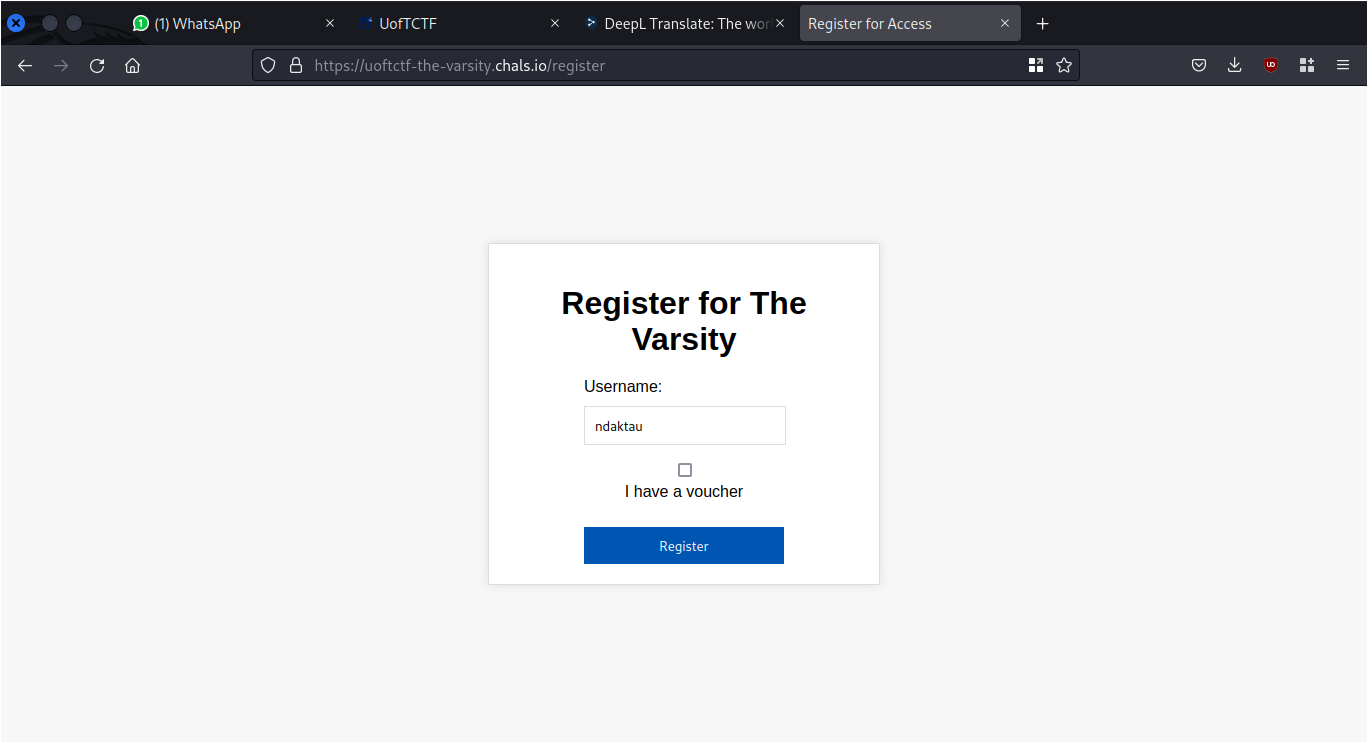 (1) WhatsApp
UofTCTF
DeepL Translate: The wor
Register for Access
https://uoftctf-the-varsity.chals.io/register
Register for The
Varsity
Username:
ndaktau
I have a voucher
Register